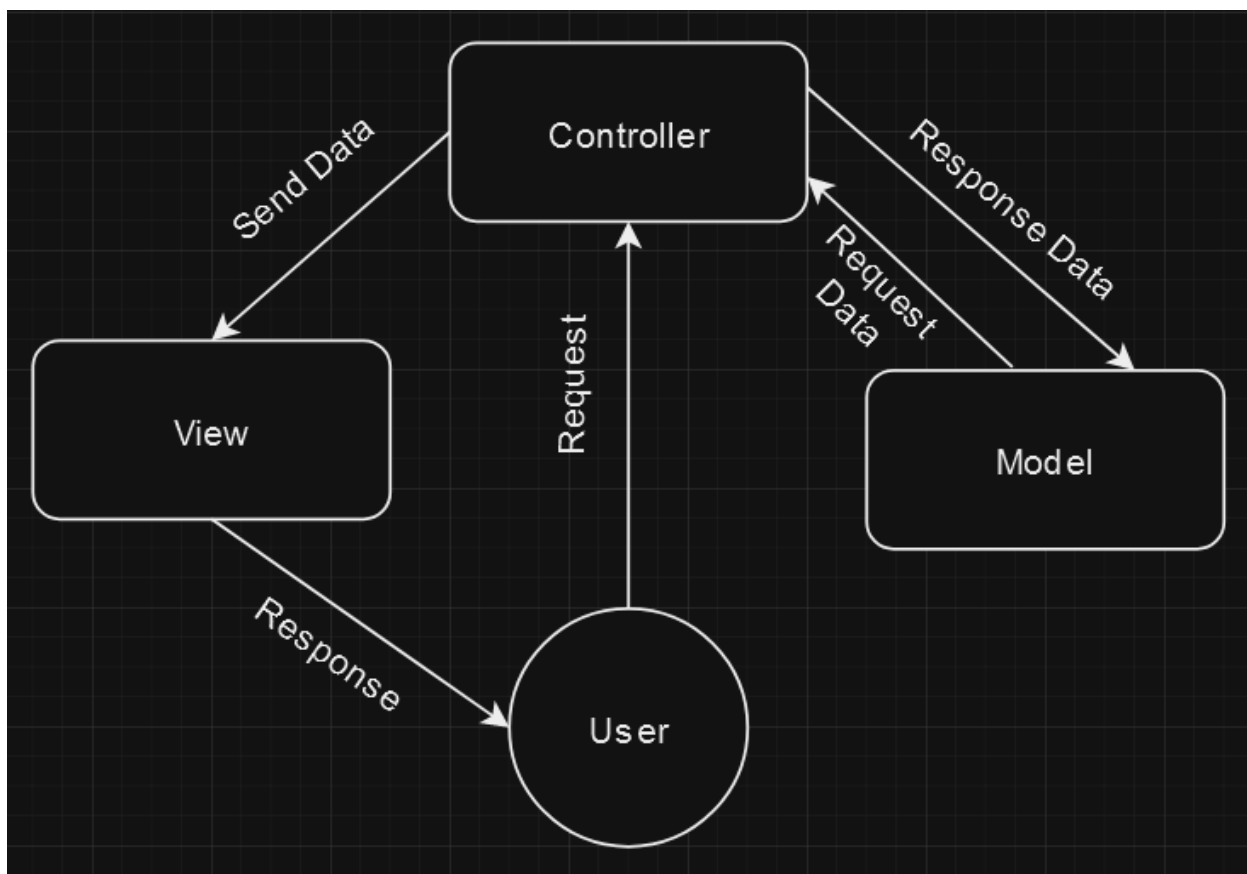 Controller
Send Data
Response Data
Request
Data
Request
View
Model
Response
User